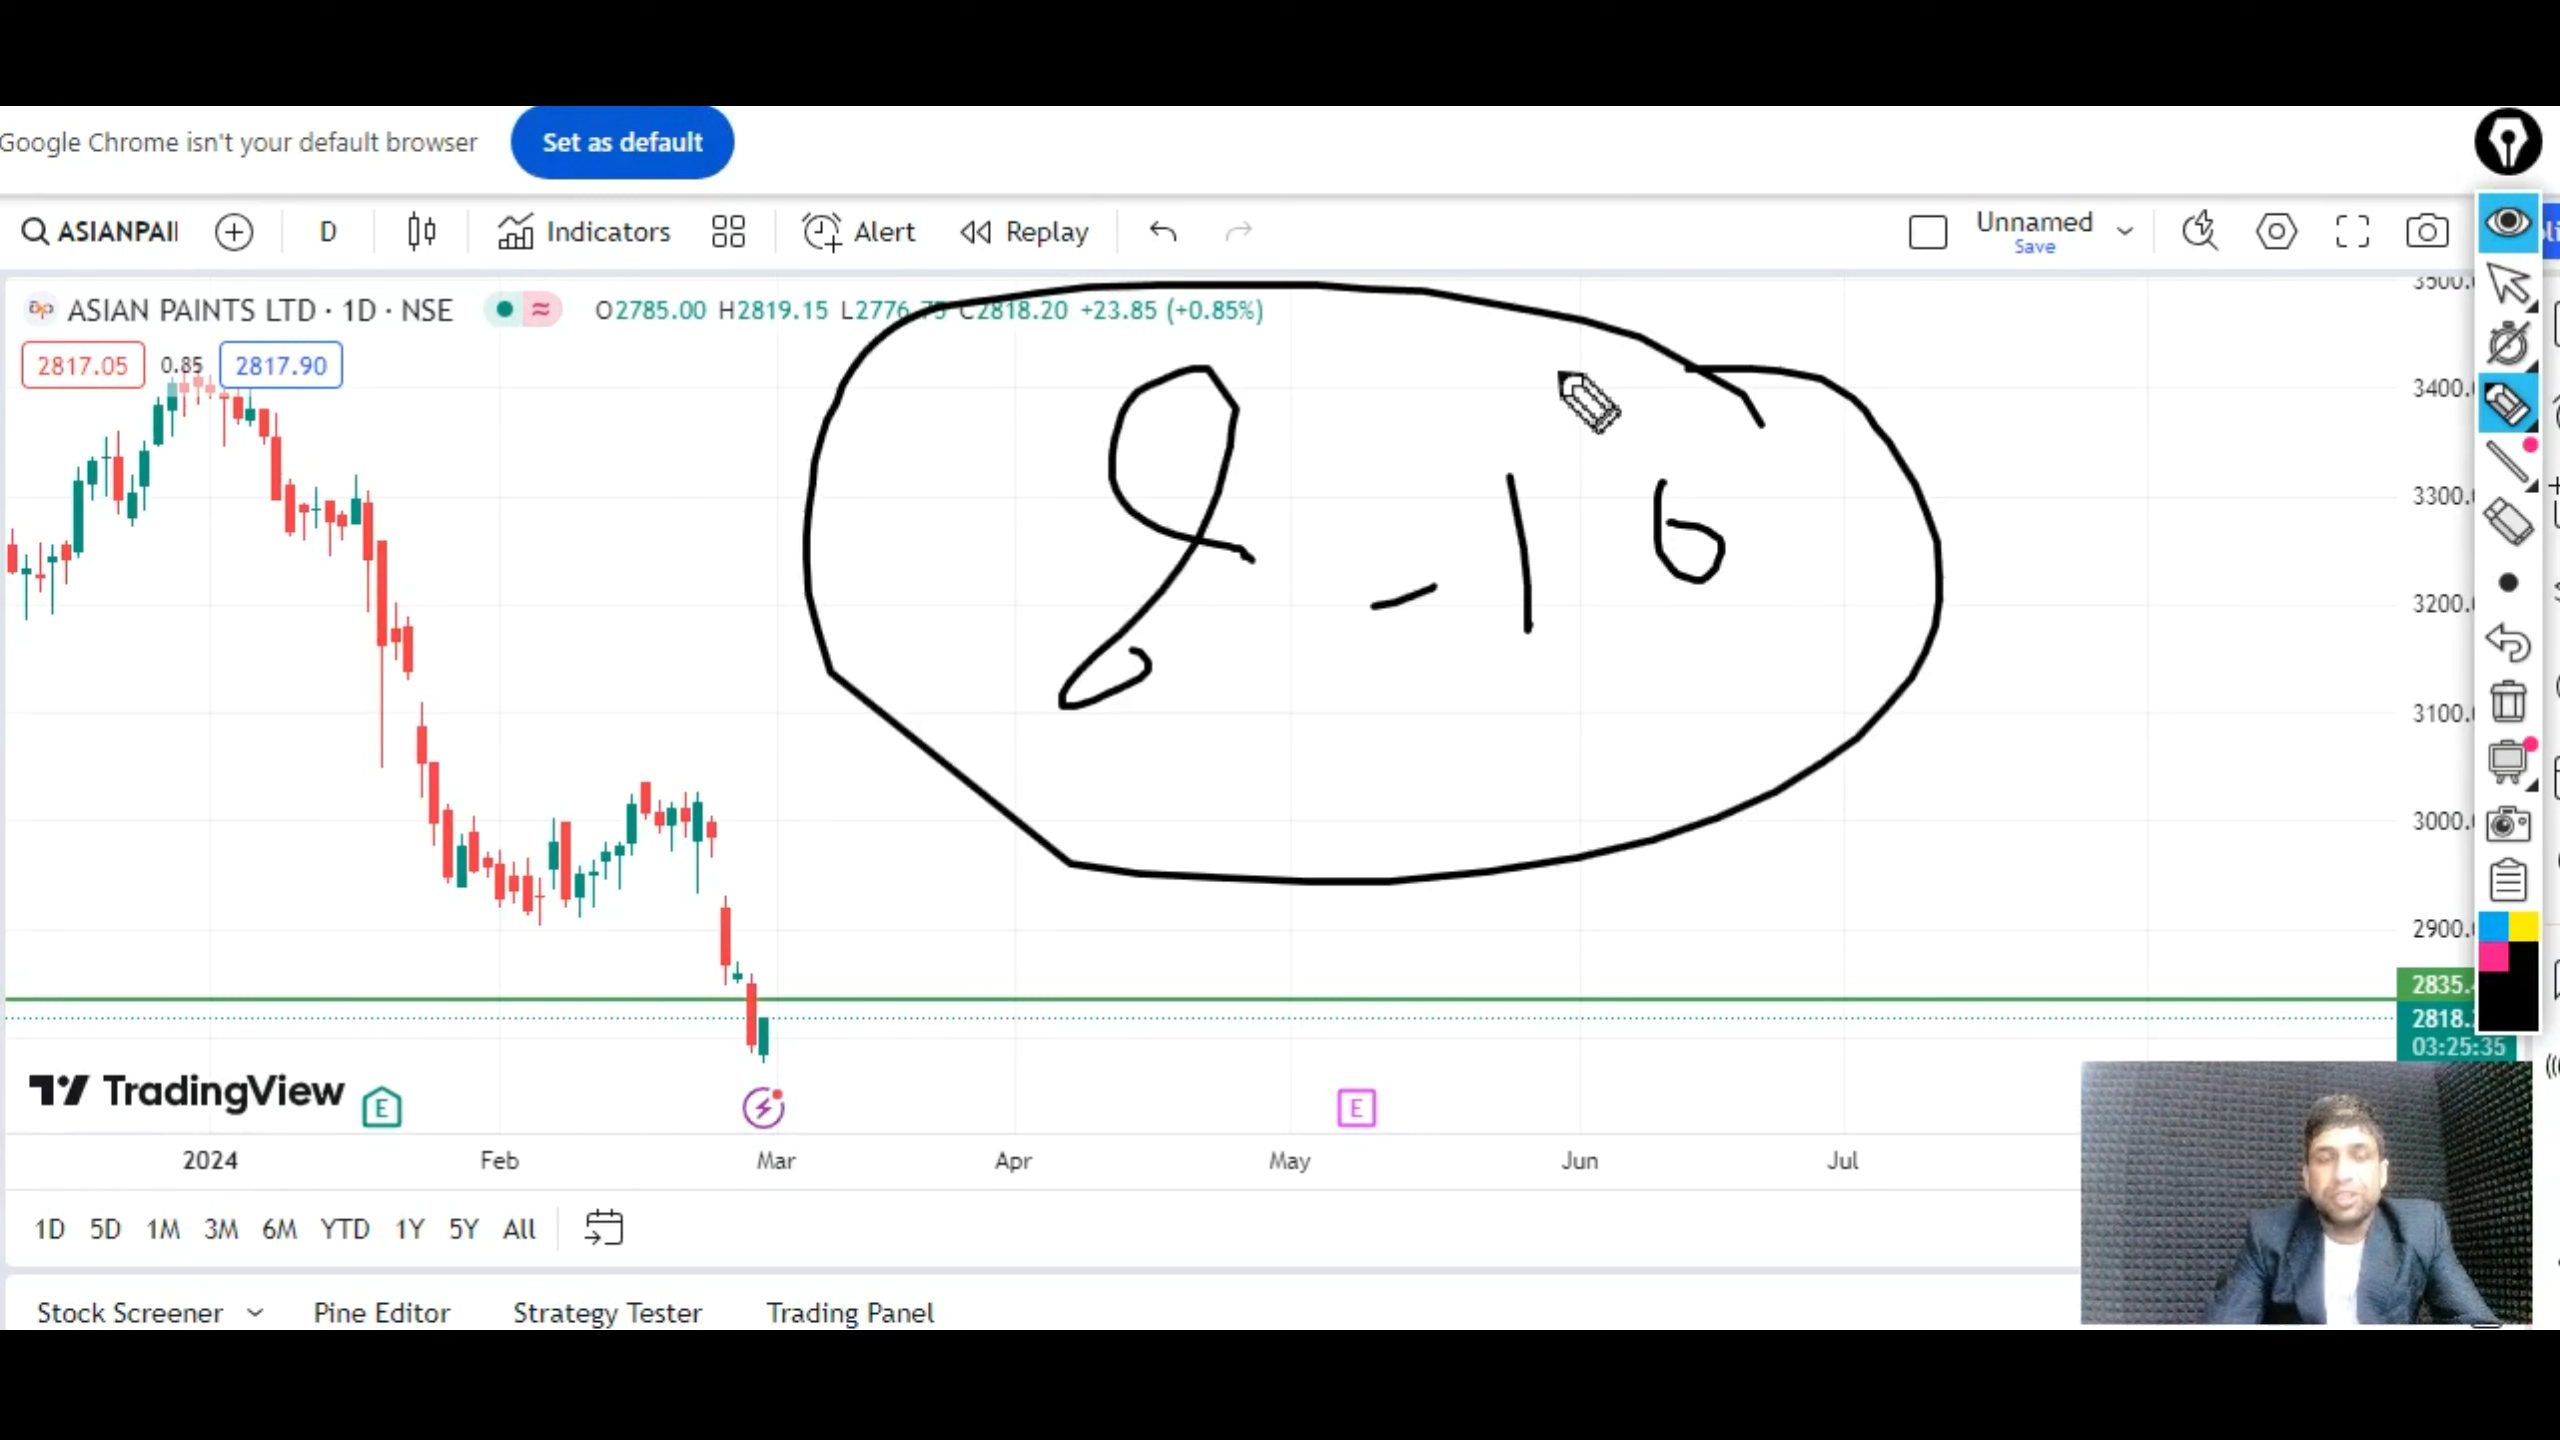 Google Chrome isn't your default browser Set as default
ASIANPAII D Indicators Alert Replay Unnamed
Save
ASIAN PAINTS LTD · 1D · NSE O2785.00 H2819.15 L2776.75 C2818.20 +23.85 (+0.85%)
2817.05 0.85 2817.90
3500.
3400.
3300.
3200.
3100.
3000.
2900.
2835.
2818.
03:25:35
8 - 16
TradingView E E
2024 Feb Mar Apr May Jun Jul
1D 5D 1M 3M 6M YTD 1Y 5Y All
Stock Screener Pine Editor Strategy Tester Trading Panel